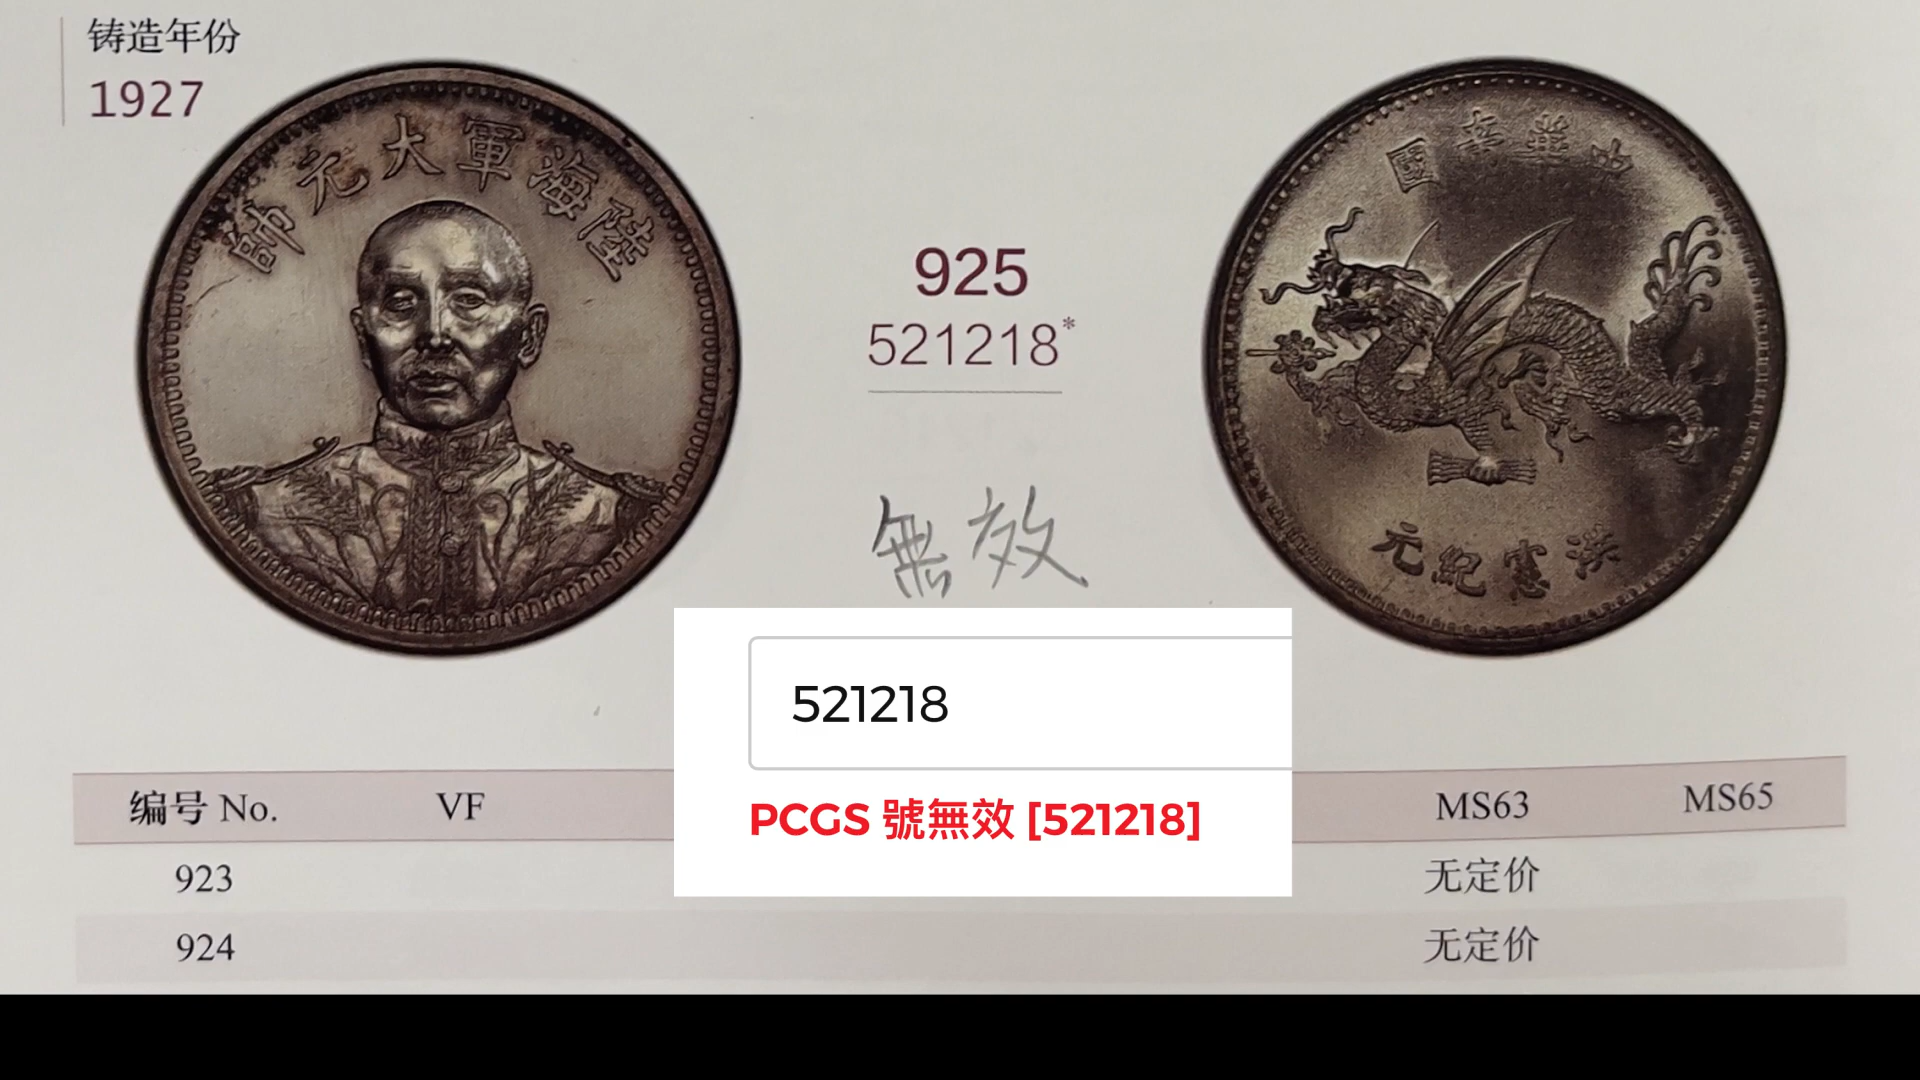 铸造年份
1927
陸海軍大元帥
中華帝國
洪憲紀元
925
521218*
無效
521218
PCGS 號無效 [521218]
编号 No. VF MS63 MS65
923 无定价
924 无定价